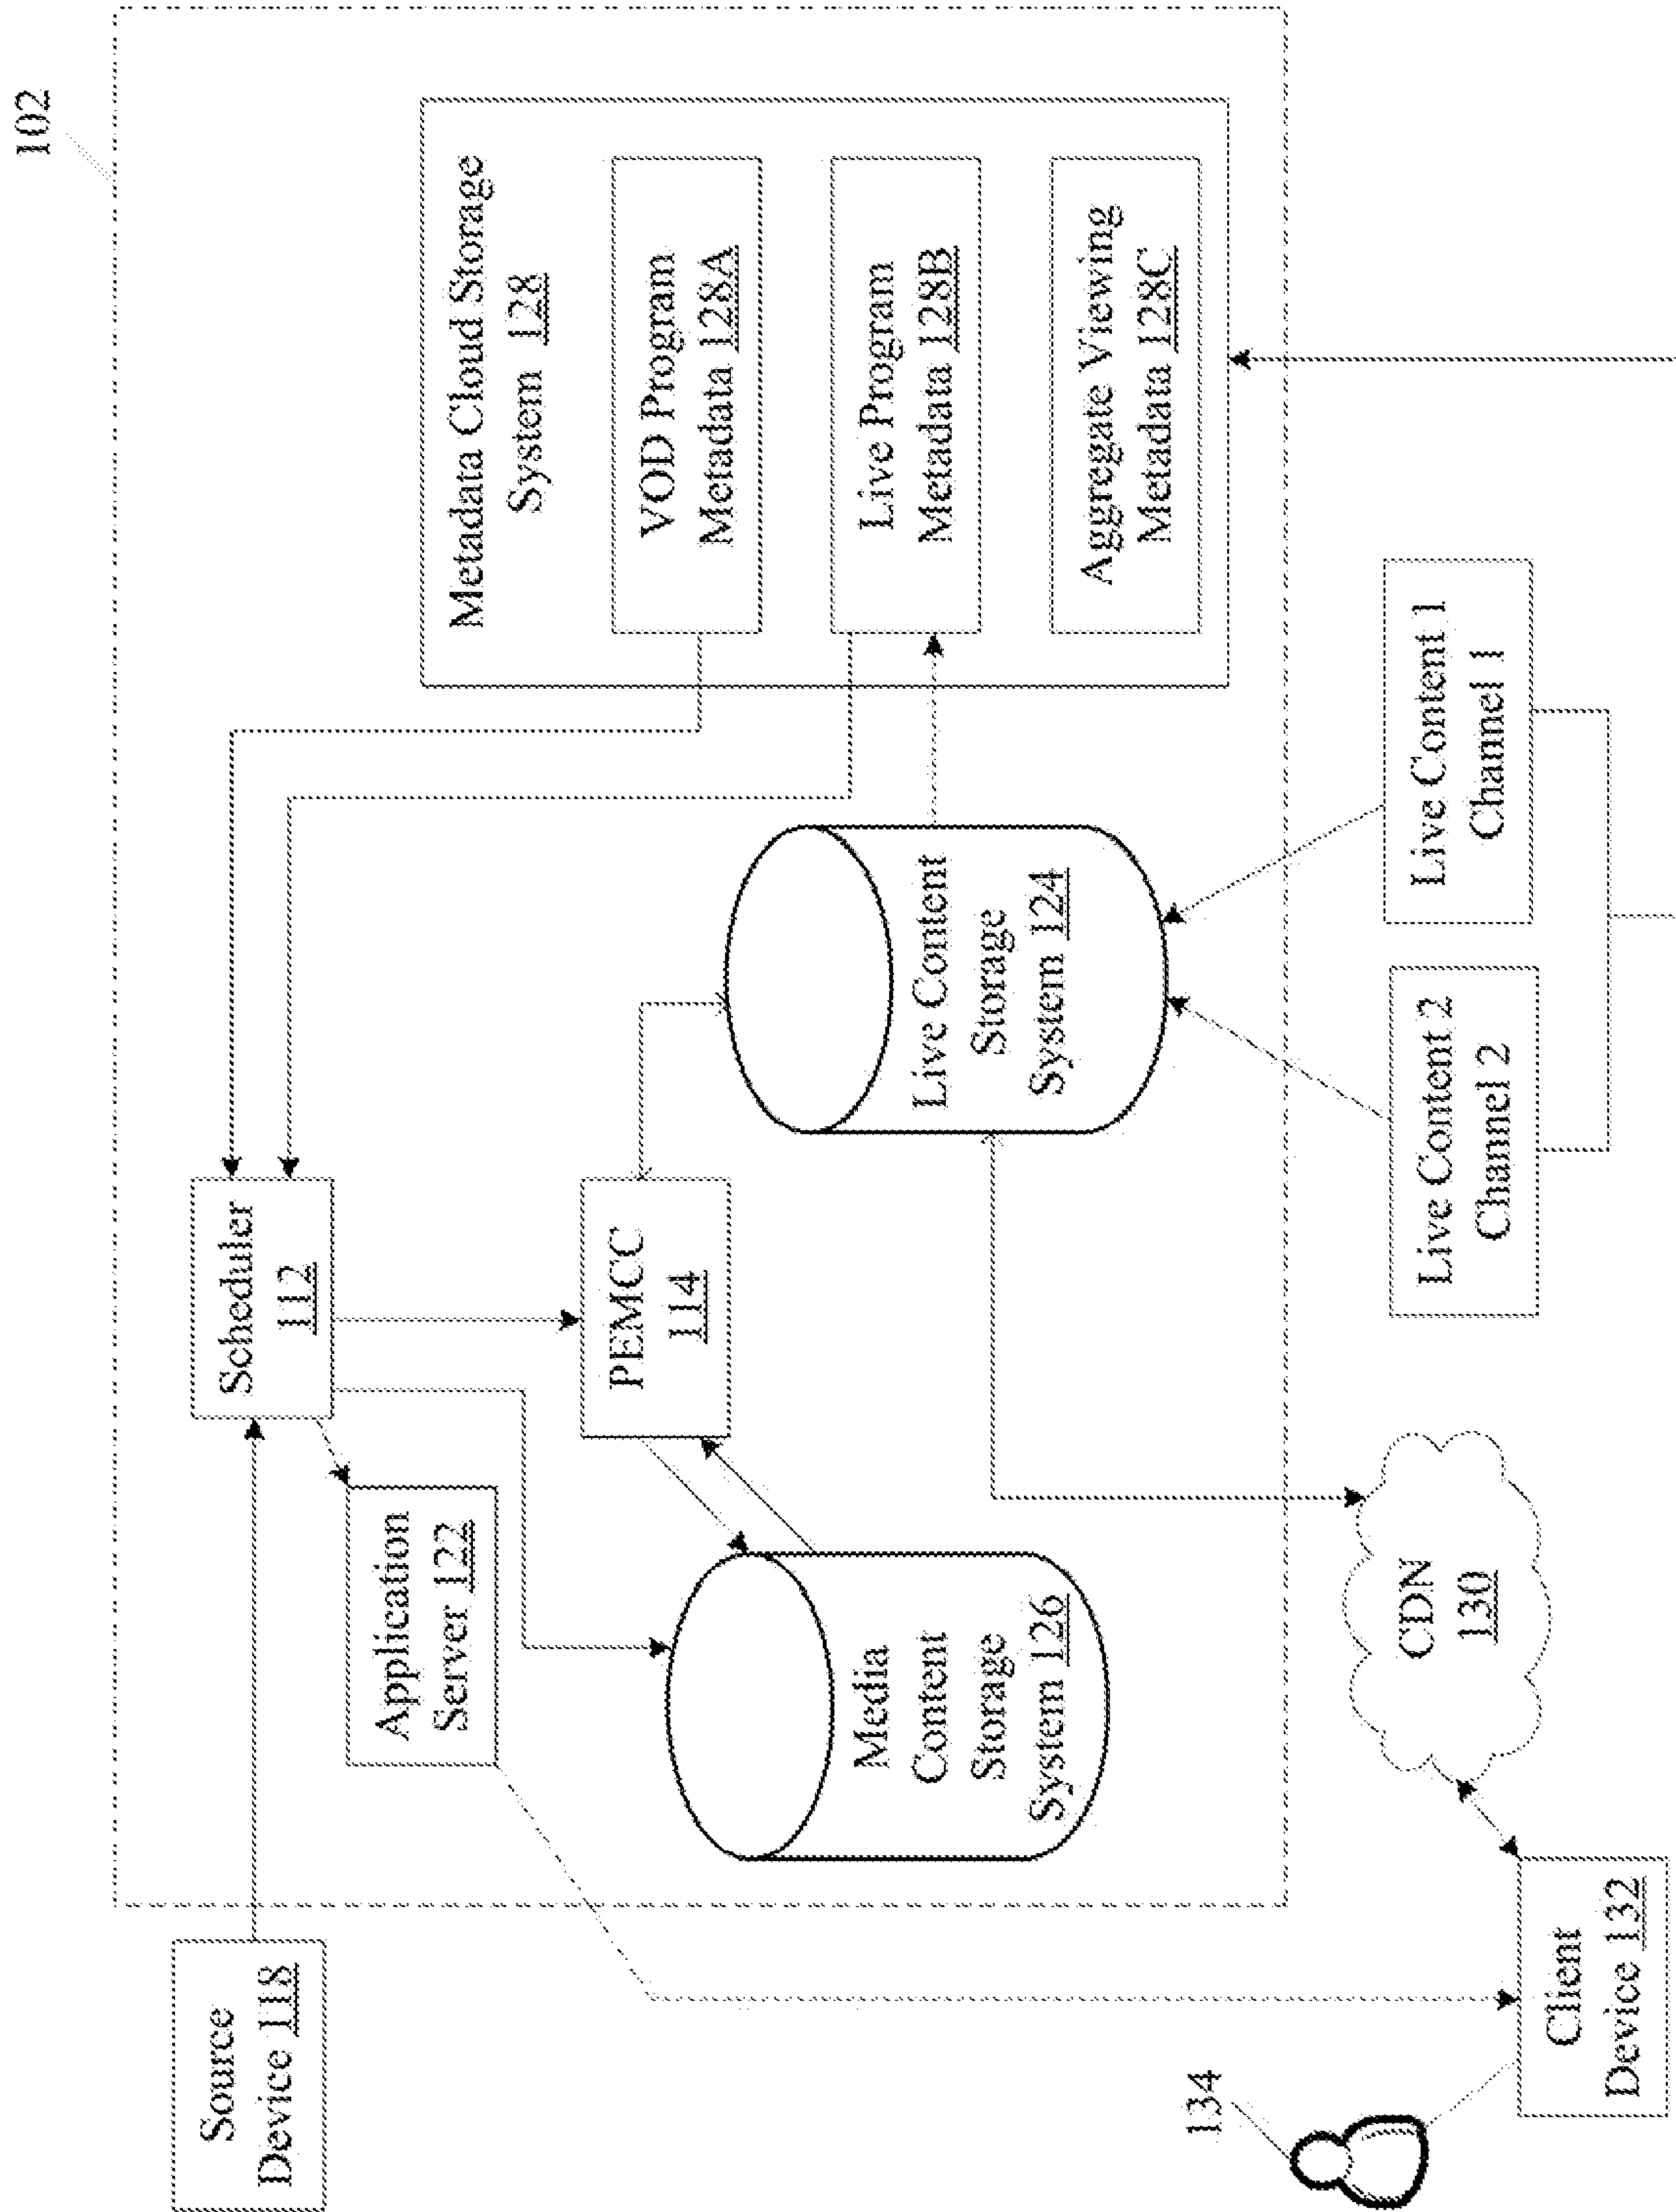 102
Source
Device 118
Scheduler
112
Application
Server 122
PEMCC
114
Media
Content
Storage
System 126
Live Content
Storage
System 124
Metadata Cloud Storage
System 128
VOD Program
Metadata 128A
Live Program
Metadata 128B
Aggregate Viewing
Metadata 128C
134
Client
Device 132
CDN
130
Live Content 2
Channel 2
Live Content 1
Channel 1